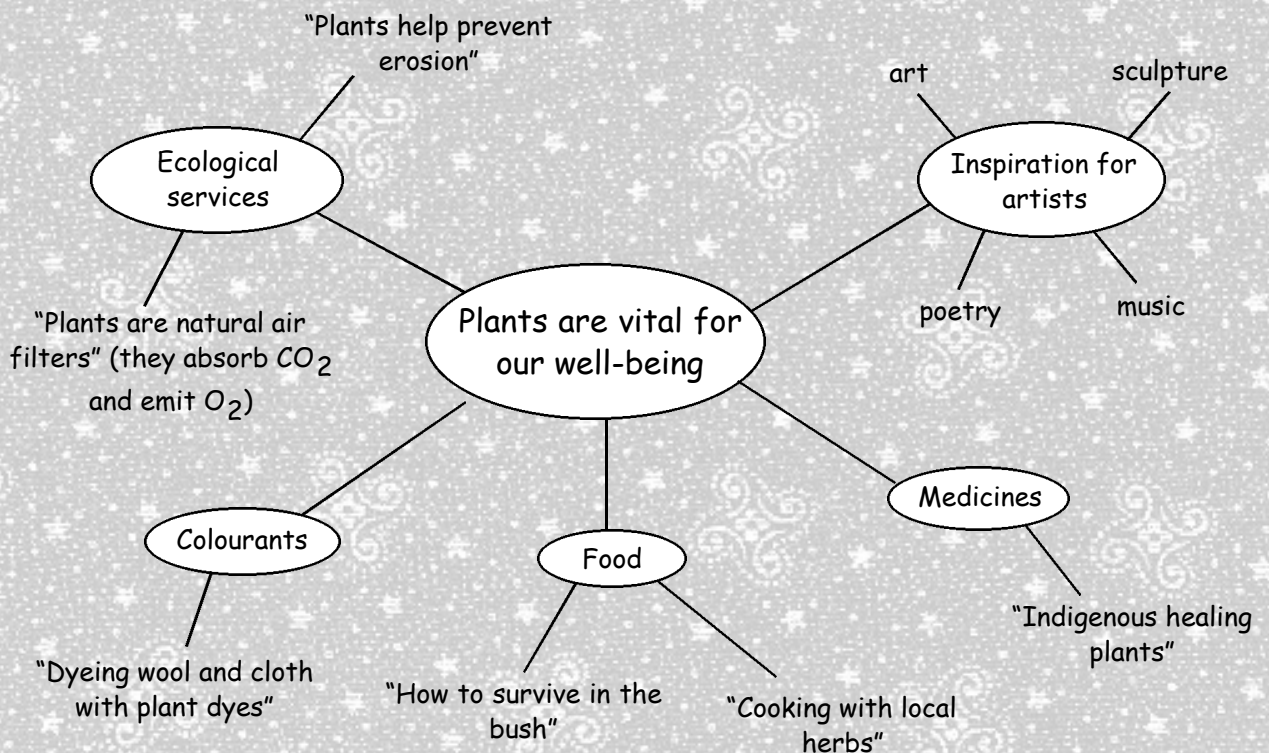 "Plants help prevent
erosion"
art
sculpture
Ecological
services
Inspiration for
artists
"Plants are natural air
filters" (they absorb CO2
and emit O2)
Plants are vital for
our well-being
poetry
music
Colourants
Food
Medicines
"Dyeing wool and cloth
with plant dyes"
"How to survive in the
bush"
"Cooking with local
herbs"
"Indigenous healing
plants"